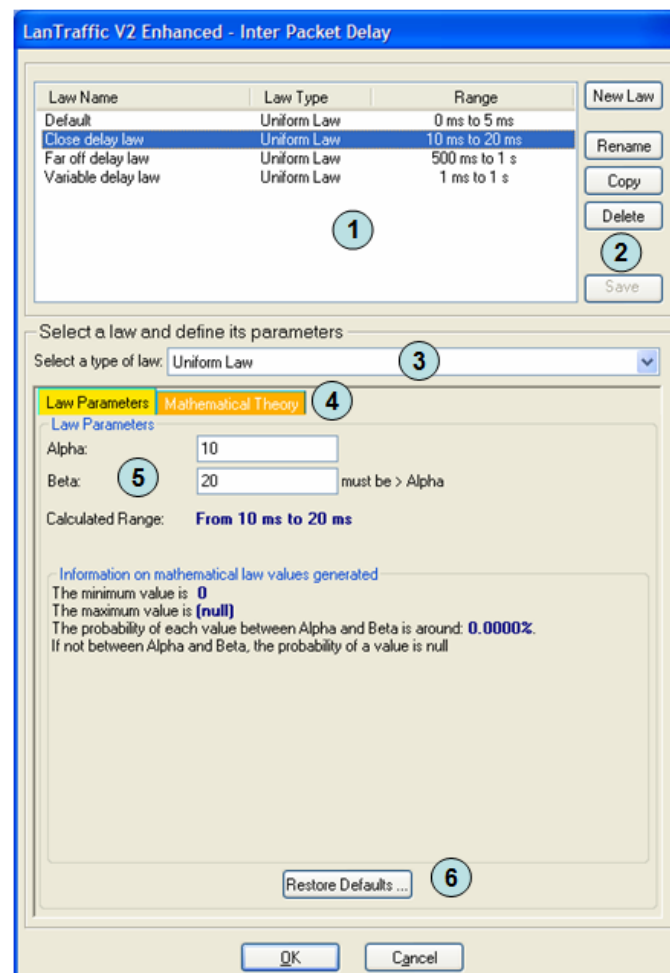 LanTraffic V2 Enhanced - Inter Packet Delay
Law Name Law Type Range
Default Uniform Law 0 ms to 5 ms
Close delay law Uniform Law 10 ms to 20 ms
Far off delay law Uniform Law 500 ms to 1 s
Variable delay law Uniform Law 1 ms to 1 s
1
New Law
Rename
Copy
Delete
2
Save
Select a law and define its parameters
Select a type of law: Uniform Law 3
Law Parameters Mathematical Theory 4
Law Parameters
Alpha: 10
Beta: 5 20 must be > Alpha
Calculated Range: From 10 ms to 20 ms
Information on mathematical law values generated
The minimum value is 0
The maximum value is (null)
The probability of each value between Alpha and Beta is around: 0.0000%.
If not between Alpha and Beta, the probability of a value is null
Restore Defaults ... 6
OK Cancel